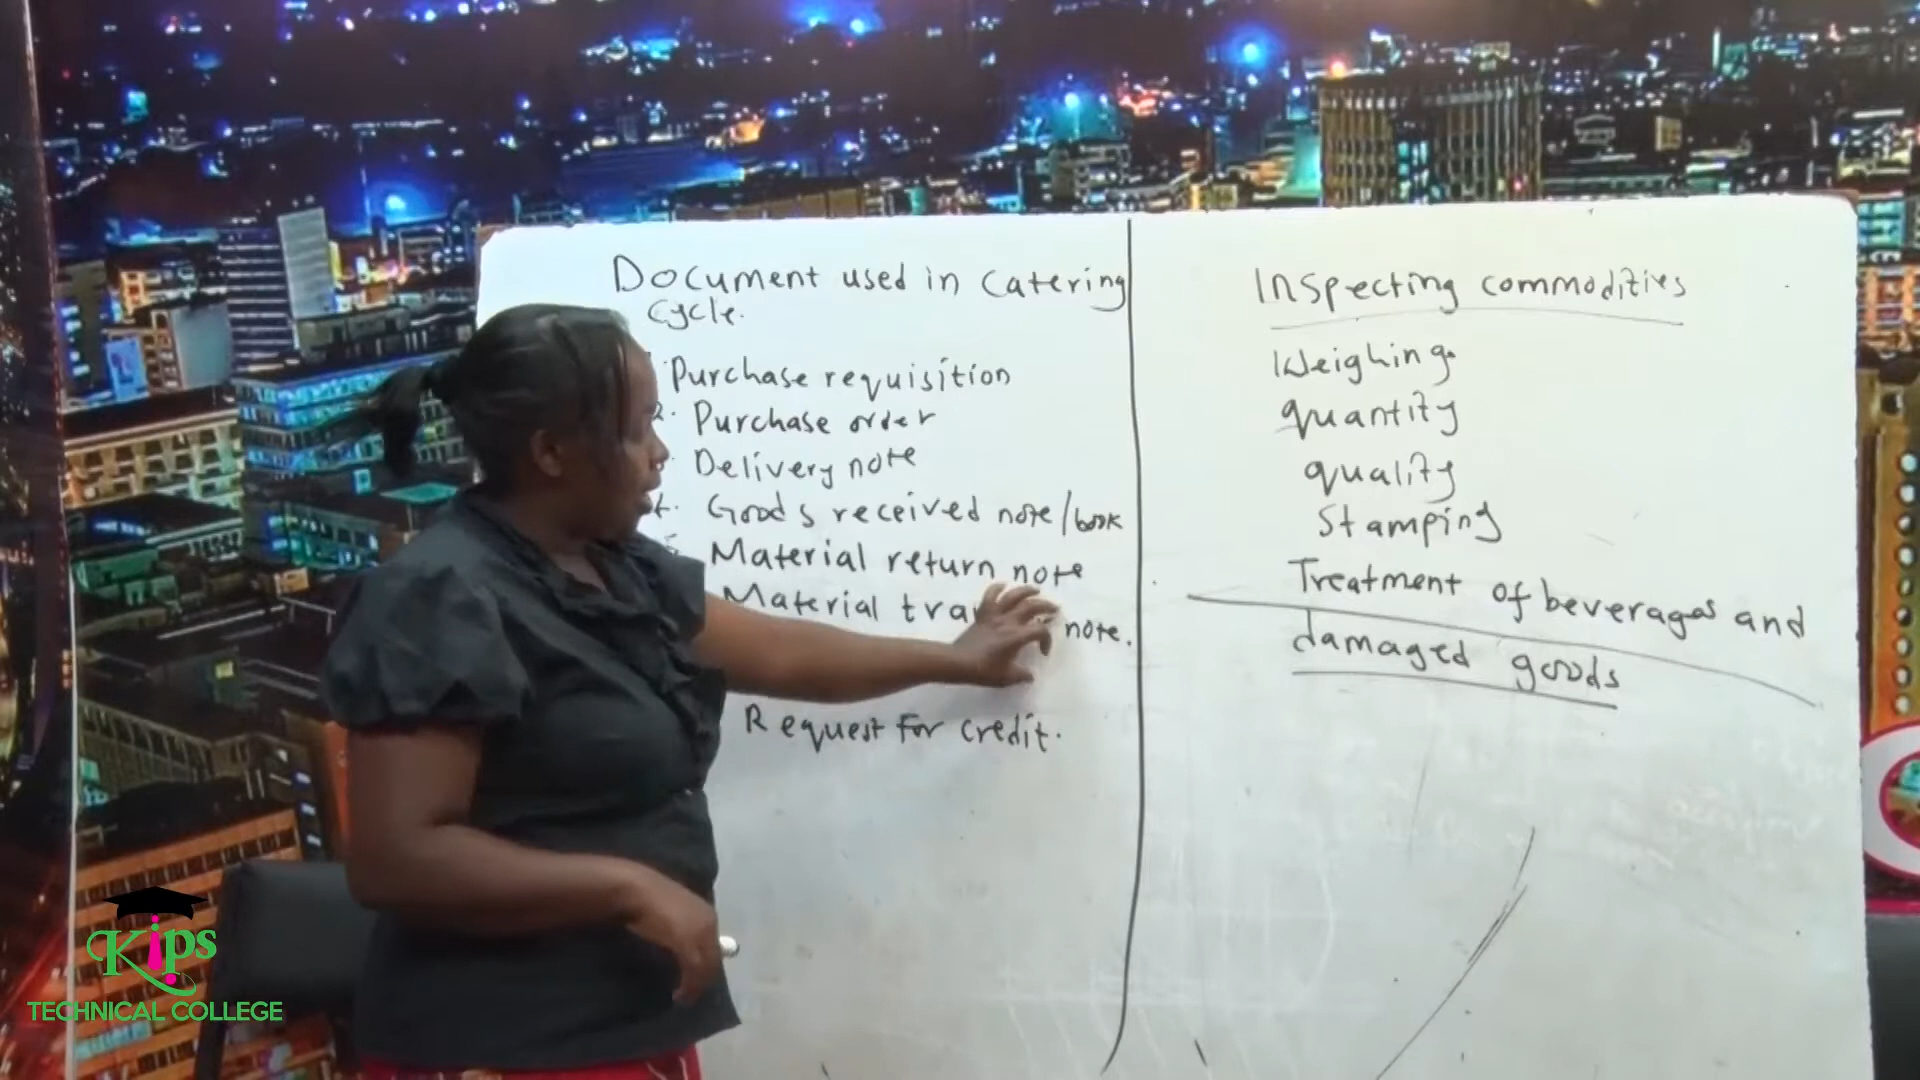 Document used in catering
cycle.
Purchase requisition
2. Purchase order
Delivery note
Goods received note/book
Material return note
Material tra note.
Request for credit.
Inspecting commodities
Weighing.
quantity
quality
Stamping
Treatment of beverages and
damaged goods
Kips
TECHNICAL COLLEGE